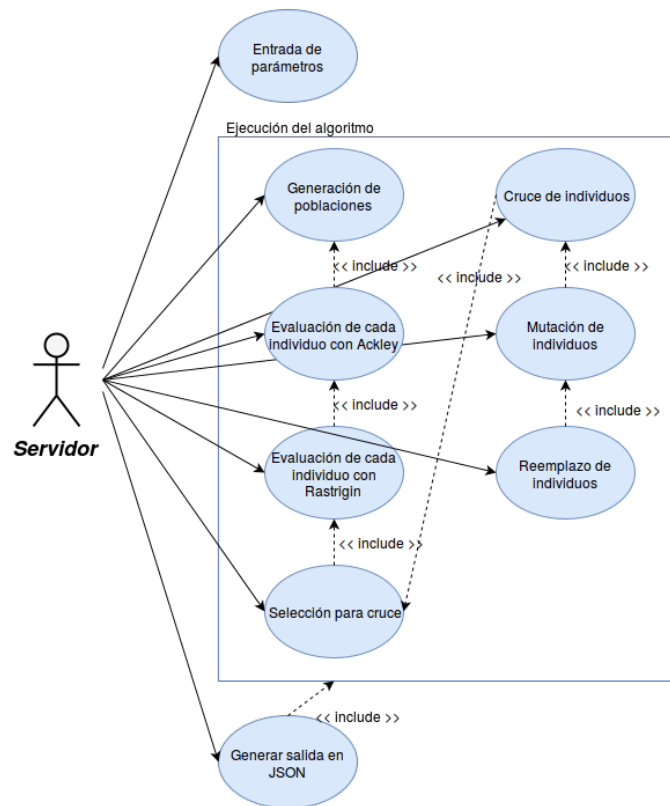 Entrada de
parámetros
Ejecución del algoritmo
Generación de
poblaciones
Cruce de individuos
<< include >>
<< include >>
<< include >>
Evaluación de cada
individuo con Ackley
Mutación de
individuos
<< include >>
<< include >>
Servidor
Evaluación de cada
individuo con
Rastrigin
Reemplazo de
individuos
<< include >>
Selección para cruce
<< include >>
Generar salida en
JSON